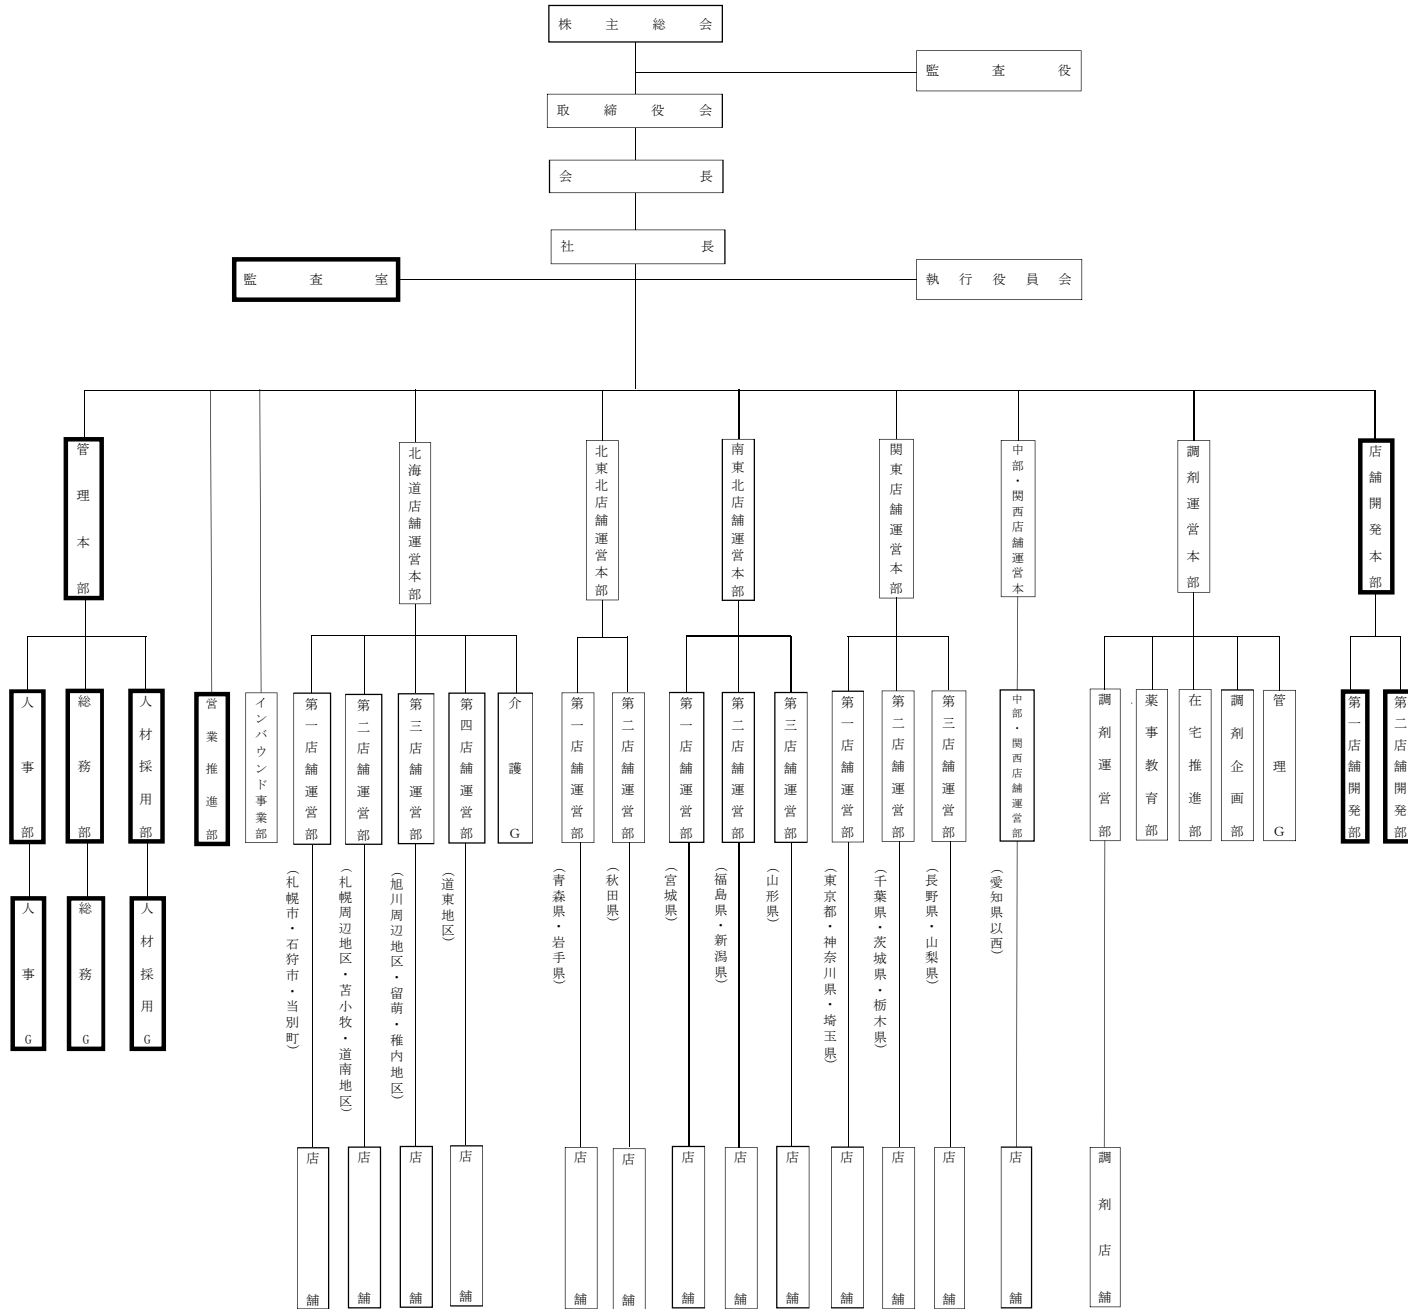 株主総会
監査役
取締役会
会長
社長
監査室
執行役員会
管理本部
北海道店舗運営本部
北東北店舗運営本部
南東北店舗運営本部
関東店舗運営本部
中部・関西店舗運営本
調剤運営本部
店舗開発本部
人事部
総務部
人材採用部
営業推進部
インバウンド事業部
第一店舗運営部
第二店舗運営部
第三店舗運営部
第四店舗運営部
介護G
第一店舗運営部
第二店舗運営部
第一店舗運営部
第二店舗運営部
第三店舗運営部
第一店舗運営部
第二店舗運営部
第三店舗運営部
中部・関西店舗運営部
調剤運営部
薬事教育部
在宅推進部
調剤企画部
管理G
第一店舗開発部
第二店舗開発部
人事G
総務G
人材採用G
(札幌市・石狩市・当別町)
(札幌周辺地区・苫小牧・道南地区)
(旭川周辺地区・留萌・稚内地区)
(道東地区)
(青森県・岩手県)
(秋田県)
(宮城県)
(福島県・新潟県)
(山形県)
(東京都・神奈川県・埼玉県)
(千葉県・茨城県・栃木県)
(長野県・山梨県)
(愛知県以西)
店舗
店舗
店舗
店舗
店舗
店舗
店舗
店舗
店舗
店舗
店舗
店舗
店舗
調剤店舗